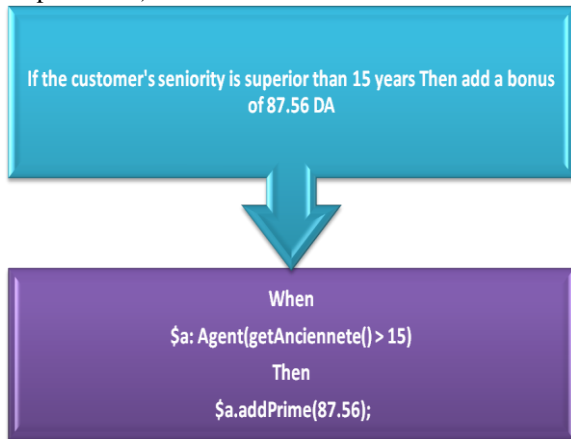 If the customer's seniority is superior than 15 years Then add a bonus
of 87.56 DA
When
$a: Agent(getAnciennete() > 15)
Then
$a.addPrime(87.56);